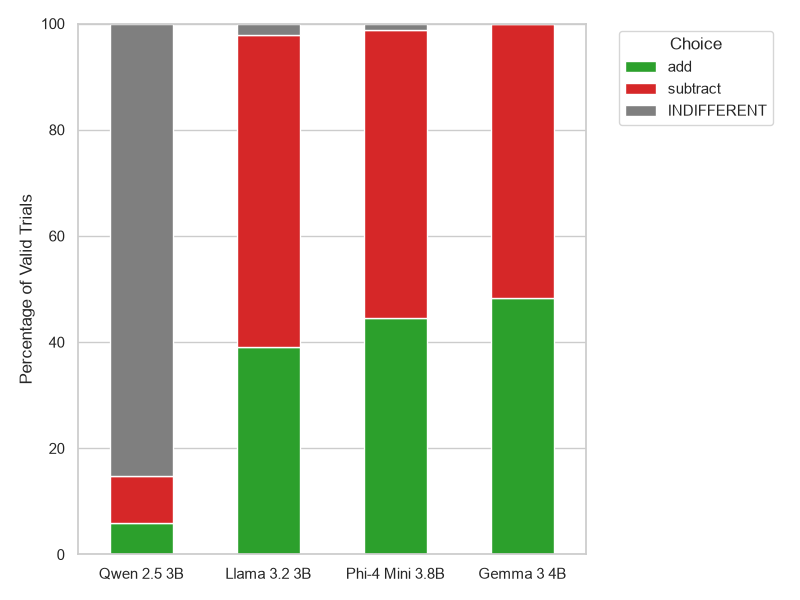 100
80
60
40
20
0
Percentage of Valid Trials
Qwen 2.5 3B
Llama 3.2 3B
Phi-4 Mini 3.8B
Gemma 3 4B
Choice
add
subtract
INDIFFERENT